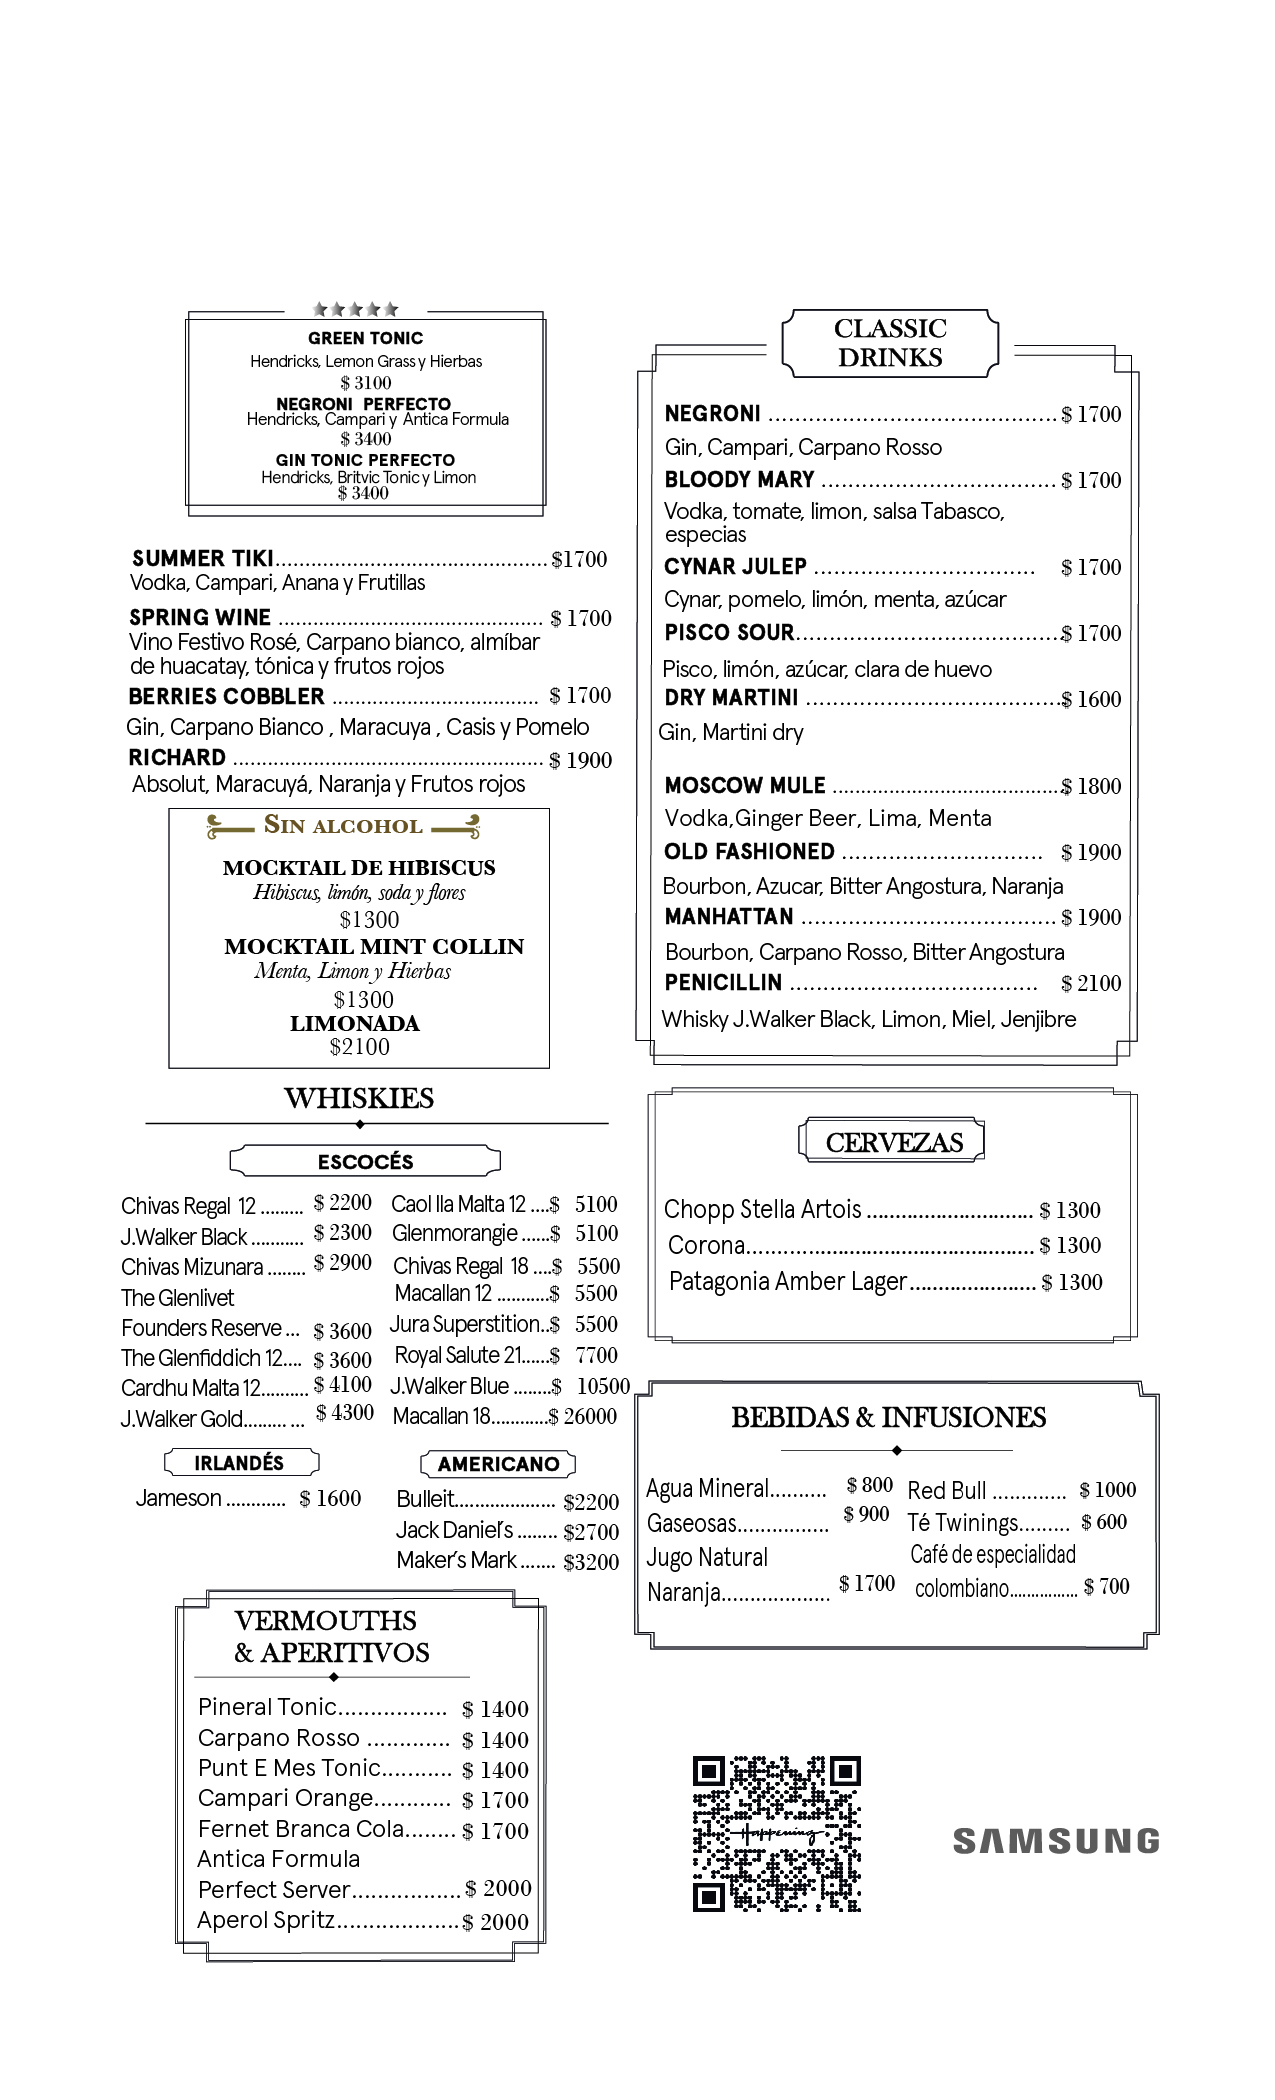 GREEN TONIC
Hendricks, Lemon Grass y Hierbas
$ 3100
NEGRONI PERFECTO
Hendricks, Campari y Antica Formula
$ 3400
GIN TONIC PERFECTO
Hendricks, Britvic Tonic y Limon
$ 3400
SUMMER TIKI.............................................. $1700
Vodka, Campari, Anana y Frutillas
SPRING WINE ............................................. $ 1700
Vino Festivo Rosé, Carpano bianco, almíbar
de huacatay, tónica y frutos rojos
BERRIES COBBLER ................................... $ 1700
Gin, Carpano Bianco , Maracuya , Casis y Pomelo
RICHARD .................................................... $ 1900
Absolut, Maracuyá, Naranja y Frutos rojos
SIN ALCOHOL
MOCKTAIL DE HIBISCUS
Hibiscus, limón, soda y flores
$1300
MOCKTAIL MINT COLLIN
Menta, Limon y Hierbas
$1300
LIMONADA
$2100
WHISKIES
ESCOCÉS
Chivas Regal 12 ......... $ 2200
J.Walker Black ........... $ 2300
Chivas Mizunara ........ $ 2900
The Glenlivet
Founders Reserve ... $ 3600
The Glenfiddich 12.... $ 3600
Cardhu Malta 12.......... $ 4100
J.Walker Gold......... ... $ 4300
Caol Ila Malta 12 ....$ 5100
Glenmorangie ......$ 5100
Chivas Regal 18 ....$ 5500
Macallan 12 ...........$ 5500
Jura Superstition..$ 5500
Royal Salute 21......$ 7700
J.Walker Blue ........$ 10500
Macallan 18............$ 26000
IRLANDÉS
Jameson ............ $ 1600
AMERICANO
Bulleit..................... $2200
Jack Daniel's ........ $2700
Maker's Mark ....... $3200
VERMOUTHS
& APERITIVOS
Pineral Tonic................. $ 1400
Carpano Rosso ............. $ 1400
Punt E Mes Tonic........... $ 1400
Campari Orange............ $ 1700
Fernet Branca Cola........ $ 1700
Antica Formula
Perfect Server................. $ 2000
Aperol Spritz................... $ 2000
CLASSIC
DRINKS
NEGRONI ........................................... $ 1700
Gin, Campari, Carpano Rosso
BLOODY MARY ................................... $ 1700
Vodka, tomate, limon, salsa Tabasco,
especias
CYNAR JULEP ................................. $ 1700
Cynar, pomelo, limón, menta, azúcar
PISCO SOUR........................................ $ 1700
Pisco, limón, azúcar, clara de huevo
DRY MARTINI ...................................... $ 1600
Gin, Martini dry
MOSCOW MULE ...................................... $ 1800
Vodka,Ginger Beer, Lima, Menta
OLD FASHIONED .............................. $ 1900
Bourbon, Azucar, Bitter Angostura, Naranja
MANHATTAN ...................................... $ 1900
Bourbon, Carpano Rosso, Bitter Angostura
PENICILLIN ..................................... $ 2100
Whisky J.Walker Black, Limon, Miel, Jenjibre
CERVEZAS
Chopp Stella Artois ............................ $ 1300
Corona................................................ $ 1300
Patagonia Amber Lager...................... $ 1300
BEBIDAS & INFUSIONES
Agua Mineral.......... $ 800
Gaseosas................ $ 900
Jugo Natural
Naranja................... $ 1700
Red Bull ............. $ 1000
Té Twinings......... $ 600
Café de especialidad
colombiano................ $ 700
Happening
SAMSUNG